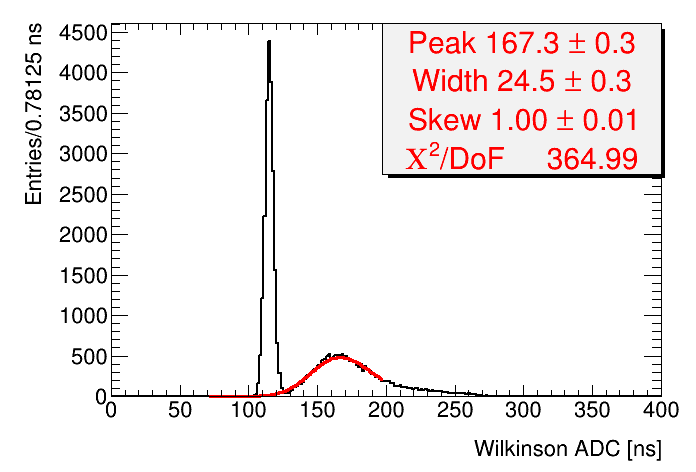 Peak 167.3 ± 0.3
Width 24.5 ± 0.3
Skew 1.00 ± 0.01
Χ²/DoF 364.99
Entries/0.78125 ns
4500
4000
3500
3000
2500
2000
1500
1000
500
0
0 50 100 150 200 250 300 350 400
Wilkinson ADC [ns]